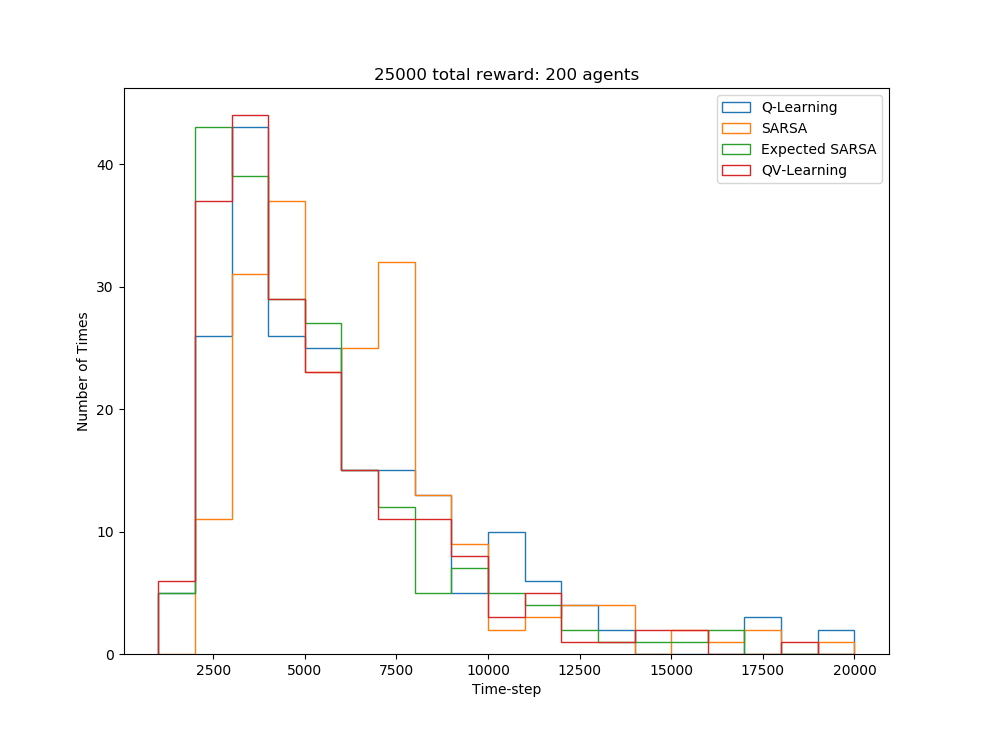 25000 total reward: 200 agents
Q-Learning
SARSA
Expected SARSA
QV-Learning
Number of Times
40
30
20
10
0
2500 5000 7500 10000 12500 15000 17500 20000
Time-step